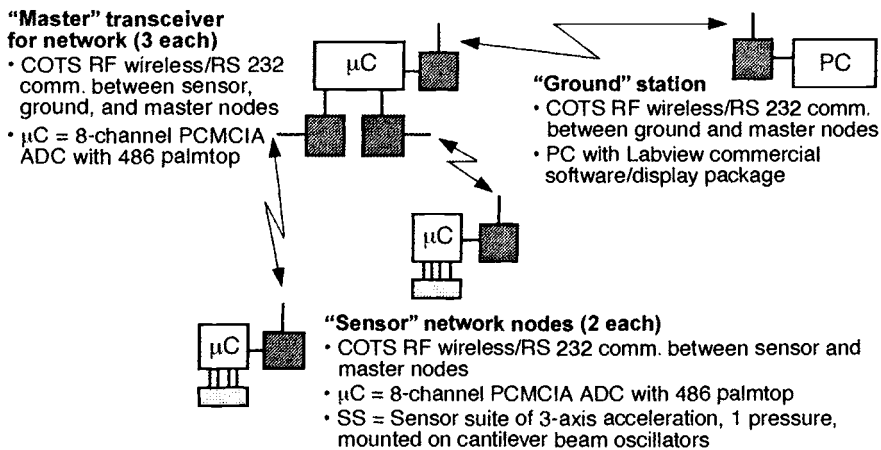 “Master” transceiver
for network (3 each)
• COTS RF wireless/RS 232
comm. between sensor,
ground, and master nodes
• μC = 8-channel PCMCIA
ADC with 486 palmtop
μC
PC
“Ground” station
• COTS RF wireless/RS 232 comm.
between ground and master nodes
• PC with Labview commercial
software/display package
μC
μC
“Sensor” network nodes (2 each)
• COTS RF wireless/RS 232 comm. between sensor and
master nodes
• μC = 8-channel PCMCIA ADC with 486 palmtop
• SS = Sensor suite of 3-axis acceleration, 1 pressure,
mounted on cantilever beam oscillators